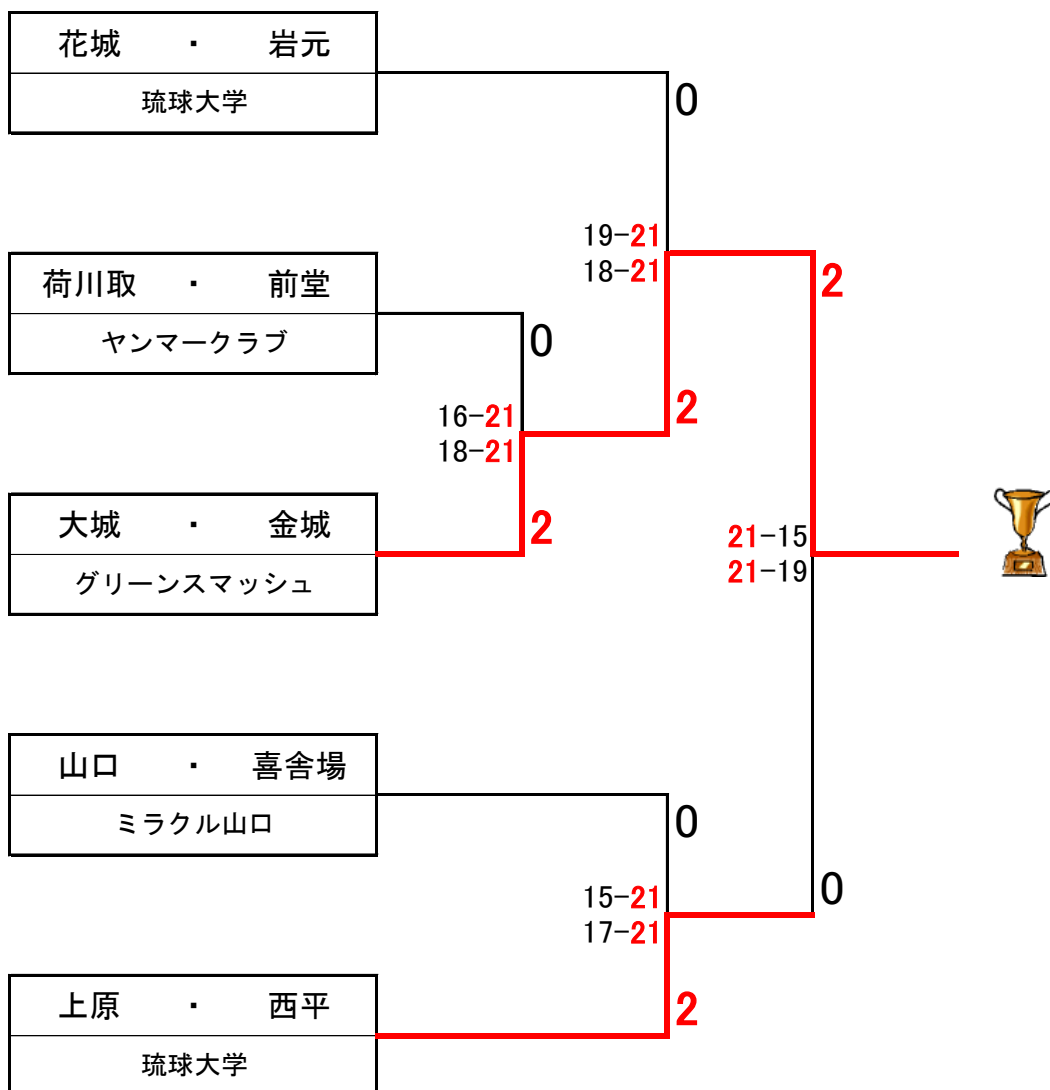 花城 ・ 岩元
琉球大学
0
19-21
18-21
2
荷川取 ・ 前堂
ヤンマークラブ
0
16-21
18-21
2
大城 ・ 金城
グリーンスマッシュ
2
21-15
21-19
山口 ・ 喜舎場
ミラクル山口
0
15-21
17-21
0
上原 ・ 西平
琉球大学
2